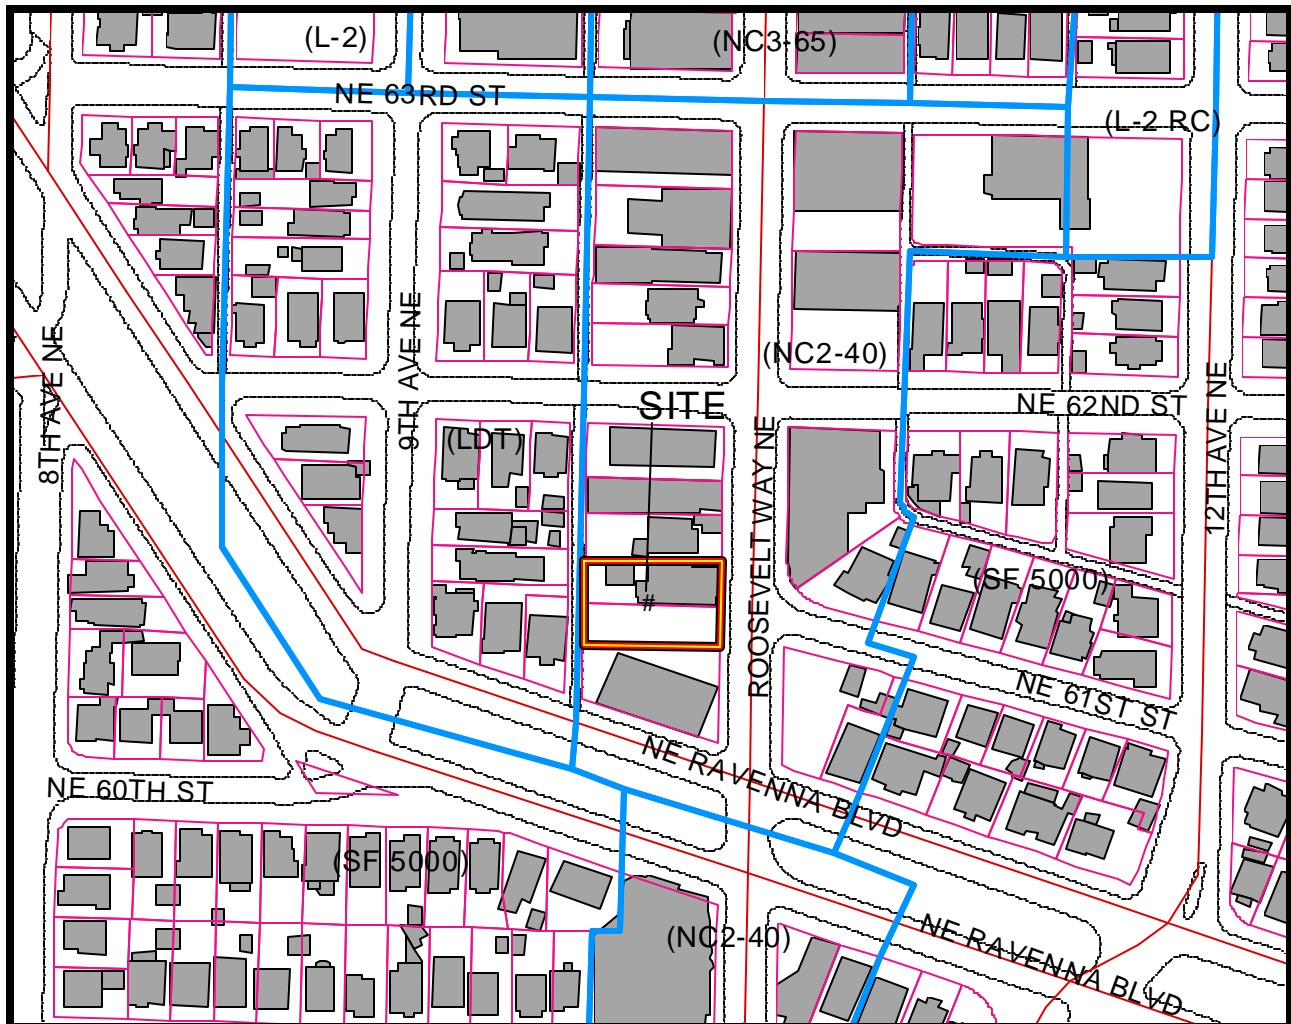 (L-2)
(NC3-65)
NE 63RD ST
(L-2 RC)
8TH AVE NE
9TH AVE NE
(NC2-40)
12TH AVE NE
SITE
NE 62ND ST
(LDT)
ROOSEVELT WAY NE
(SF 5000)
#
NE 61ST ST
NE RAVENNA BLVD
NE 60TH ST
(SF 5000)
(NC2-40)
NE RAVENNA BLVD